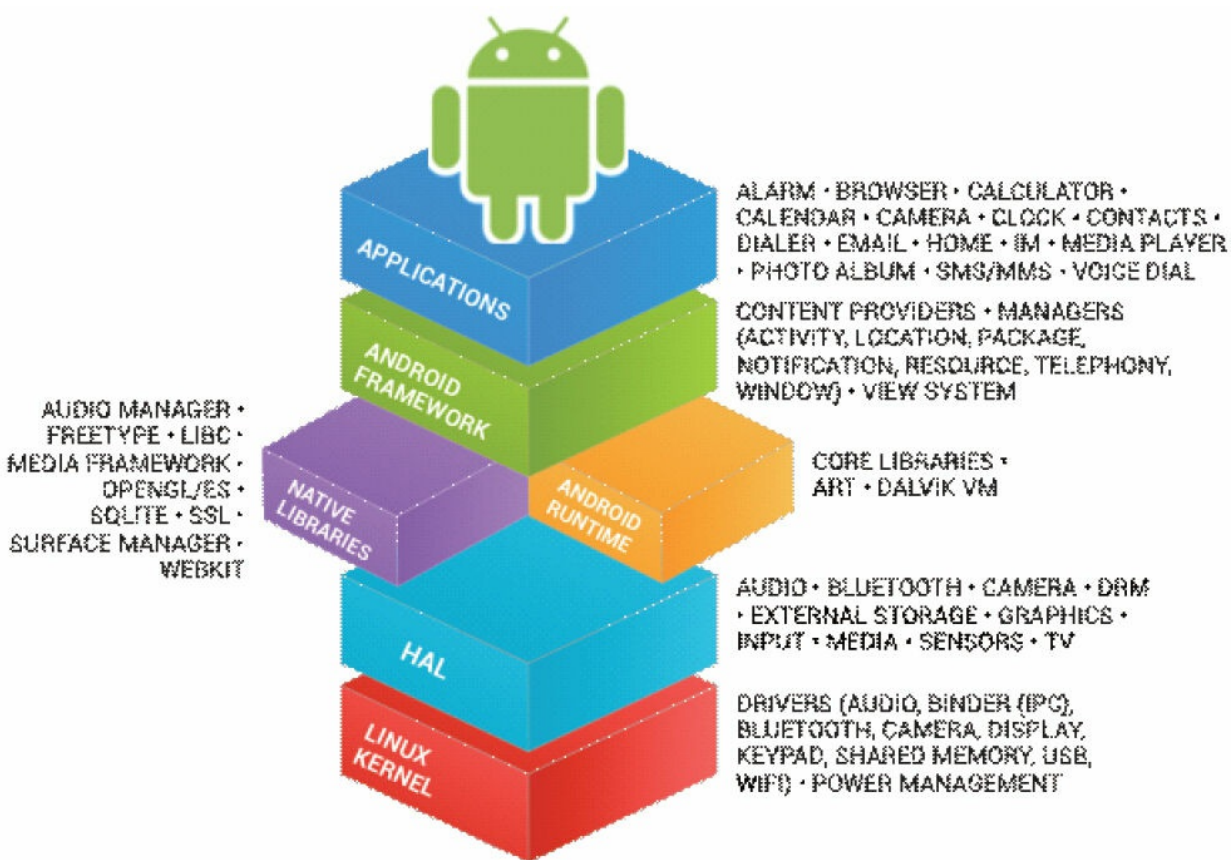 APPLICATIONS
ALARM • BROWSER • CALCULATOR •
CALENDAR • CAMERA • CLOCK • CONTACTS •
DIALER • EMAIL • HOME • IM • MEDIA PLAYER
• PHOTO ALBUM • SMS/MMS • VOICE DIAL
ANDROID
FRAMEWORK
CONTENT PROVIDERS • MANAGERS
(ACTIVITY, LOCATION, PACKAGE,
NOTIFICATION, RESOURCE, TELEPHONY,
WINDOW) • VIEW SYSTEM
AUDIO MANAGER •
FREETYPE • LIBC •
MEDIA FRAMEWORK •
OPENGL/ES •
SQLITE • SSL •
SURFACE MANAGER •
WEBKIT
NATIVE
LIBRARIES
ANDROID
RUNTIME
CORE LIBRARIES •
ART • DALVIK VM
HAL
AUDIO • BLUETOOTH • CAMERA • DRM
• EXTERNAL STORAGE • GRAPHICS •
INPUT • MEDIA • SENSORS • TV
LINUX
KERNEL
DRIVERS (AUDIO, BINDER (IPC),
BLUETOOTH, CAMERA, DISPLAY,
KEYPAD, SHARED MEMORY, USB,
WIFI) • POWER MANAGEMENT